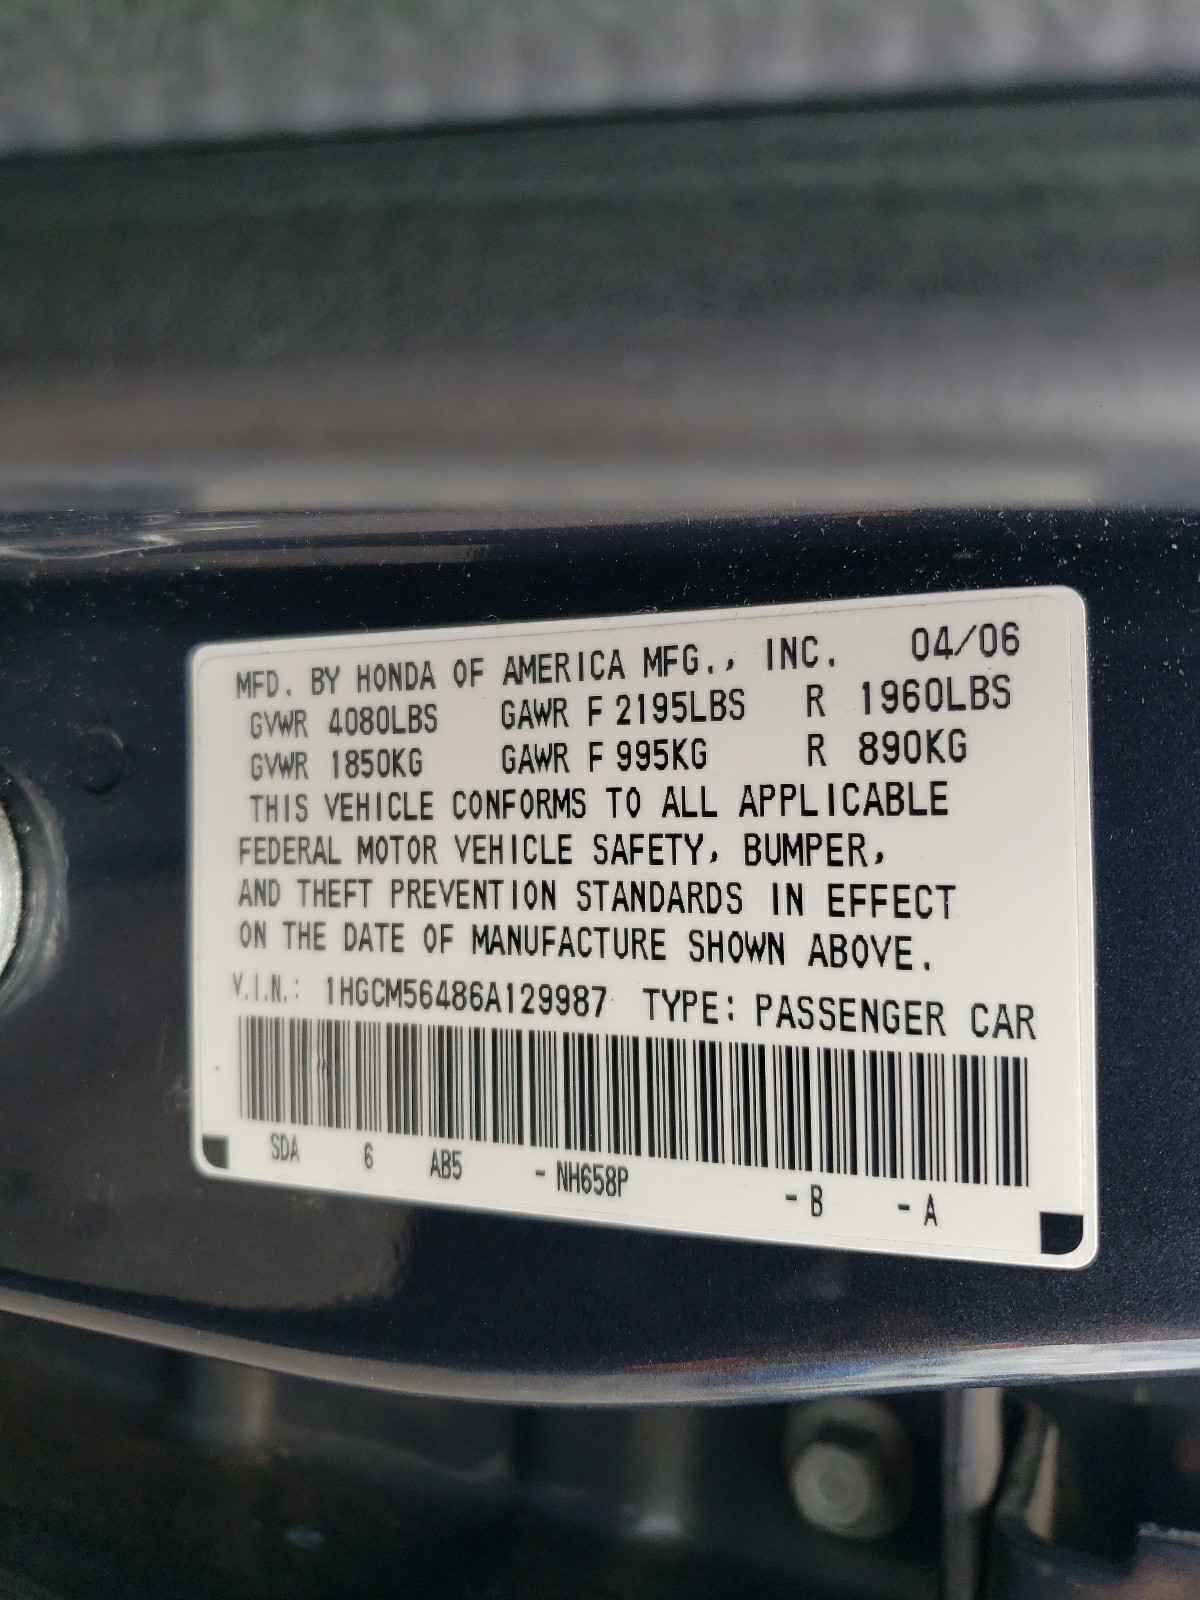 MFD. BY HONDA OF AMERICA MFG., INC. 04/06
GVWR 4080LBS GAWR F 2195LBS R 1960LBS
GVWR 1850KG GAWR F 995KG R 890KG
THIS VEHICLE CONFORMS TO ALL APPLICABLE
FEDERAL MOTOR VEHICLE SAFETY, BUMPER,
AND THEFT PREVENTION STANDARDS IN EFFECT
ON THE DATE OF MANUFACTURE SHOWN ABOVE.
V.I.N.: 1HGCM56486A129987 TYPE: PASSENGER CAR
SDA 6 AB5 - NH658P - B - A